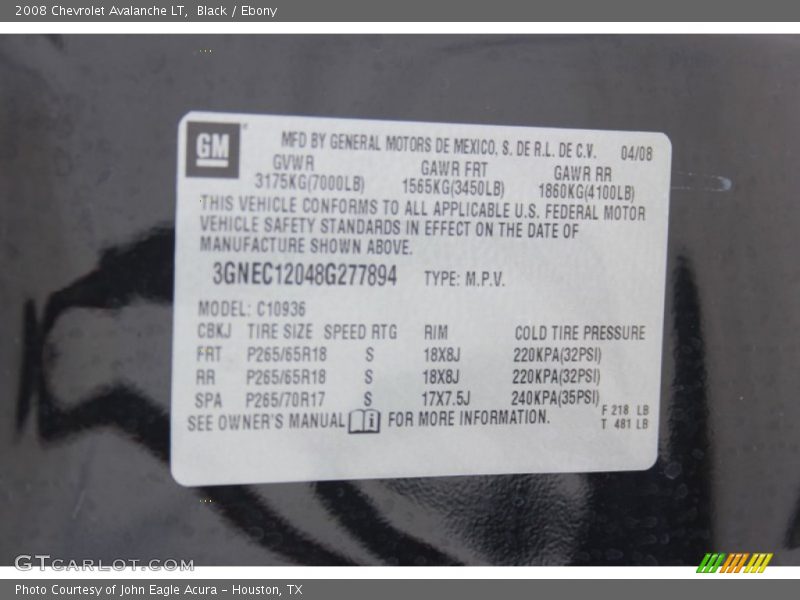 2008 Chevrolet Avalanche LT, Black / Ebony
GM
MFD BY GENERAL MOTORS DE MEXICO, S. DE R.L. DE C.V. 04/08
GVWR GAWR FRT GAWR RR
3175KG(7000LB) 1565KG(3450LB) 1860KG(4100LB)
THIS VEHICLE CONFORMS TO ALL APPLICABLE U.S. FEDERAL MOTOR
VEHICLE SAFETY STANDARDS IN EFFECT ON THE DATE OF
MANUFACTURE SHOWN ABOVE.
3GNEC12048G277894 TYPE: M.P.V.
MODEL: C10936
CBKJ TIRE SIZE SPEED RTG RIM COLD TIRE PRESSURE
FRT P265/65R18 S 18X8J 220KPA(32PSI)
RR P265/65R18 S 18X8J 220KPA(32PSI)
SPA P265/70R17 S 17X7.5J 240KPA(35PSI)
SEE OWNER'S MANUAL i FOR MORE INFORMATION. F 218 LB
T 481 LB
GTCARLOT.COM
Photo Courtesy of John Eagle Acura - Houston, TX